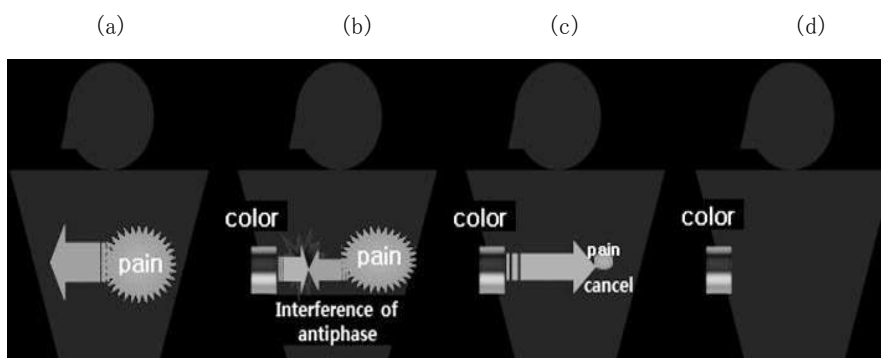 (a) (b) (c) (d)
pain
color
pain
Interference of
antiphase
color
pain
cancel
color